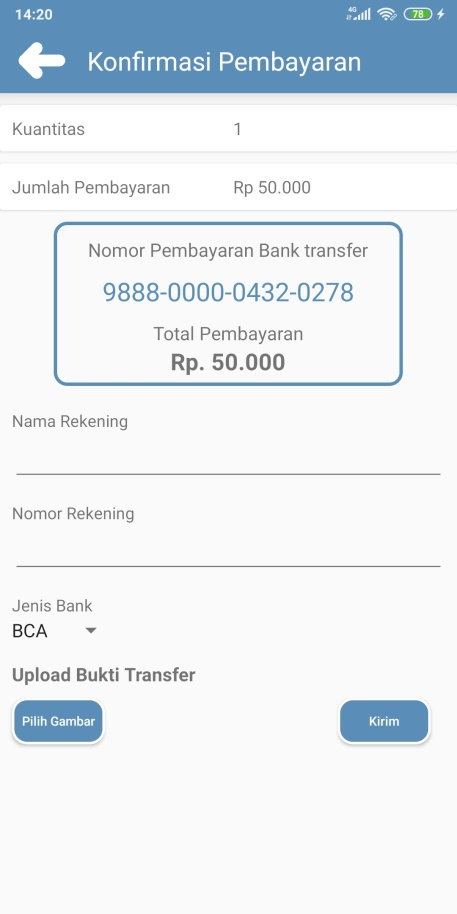 14:20
4G
78
Konfirmasi Pembayaran
Kuantitas 1
Jumlah Pembayaran Rp 50.000
Nomor Pembayaran Bank transfer
9888-0000-0432-0278
Total Pembayaran
Rp. 50.000
Nama Rekening
Nomor Rekening
Jenis Bank
BCA
Upload Bukti Transfer
Pilih Gambar
Kirim